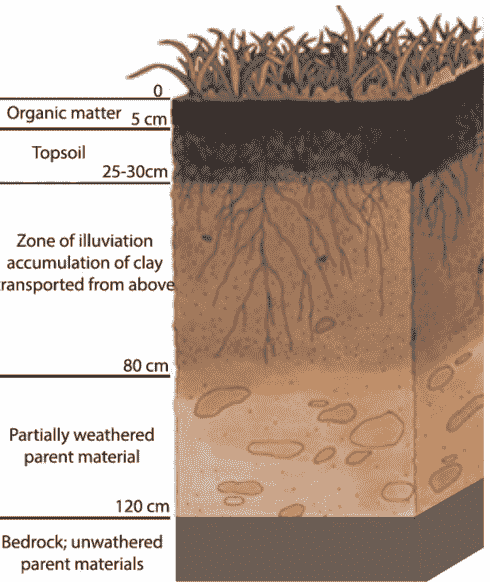 0
Organic matter
5 cm
Topsoil
25-30cm
Zone of illuviation
accumulation of clay
transported from above
80 cm
Partially weathered
parent material
120 cm
Bedrock; unwathered
parent materials